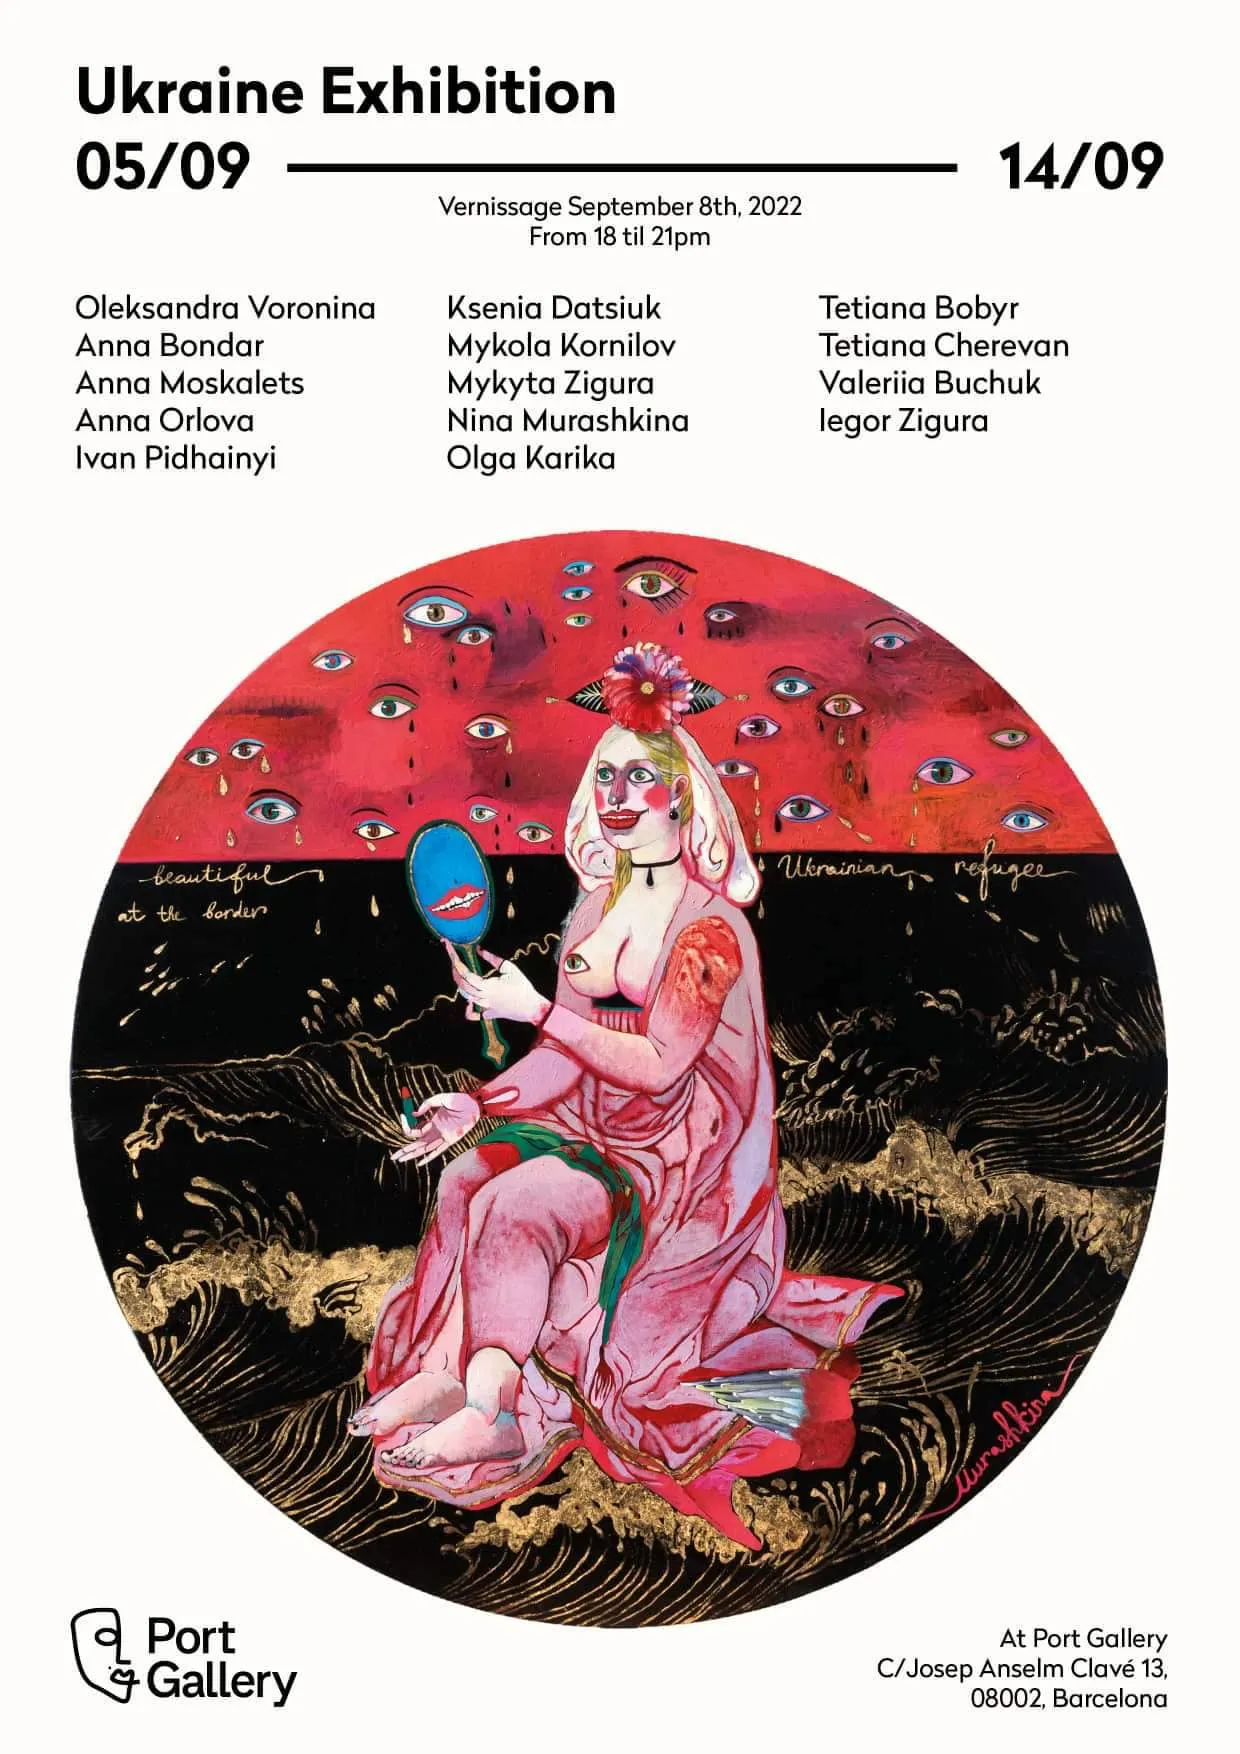 Ukraine Exhibition
05/09 14/09
Vernissage September 8th, 2022
From 18 til 21pm
Oleksandra Voronina
Anna Bondar
Anna Moskalets
Anna Orlova
Ivan Pidhainyi
Ksenia Datsiuk
Mykola Kornilov
Mykyta Zigura
Nina Murashkina
Olga Karika
Tetiana Bobyr
Tetiana Cherevan
Valeriia Buchuk
Iegor Zigura
beautiful Ukrainian refugee
at the border
Murashkina
Port
Gallery
At Port Gallery
C/Josep Anselm Clavé 13,
08002, Barcelona